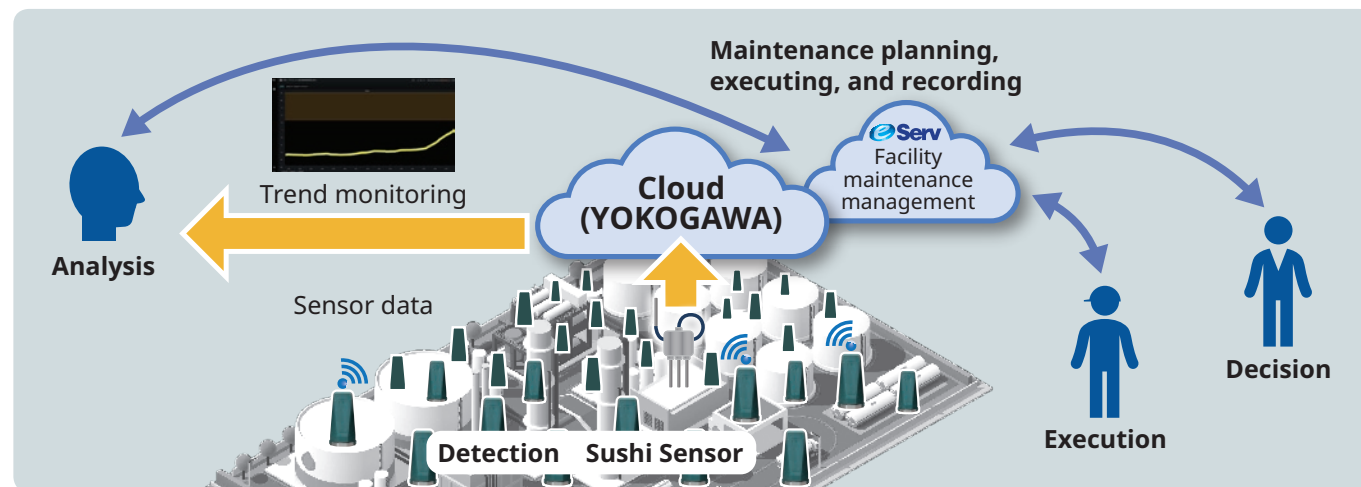 Maintenance planning,
executing, and recording
eServ
Facility
maintenance
management
Cloud
(YOKOGAWA)
Trend monitoring
Analysis
Sensor data
Detection Sushi Sensor
Execution
Decision